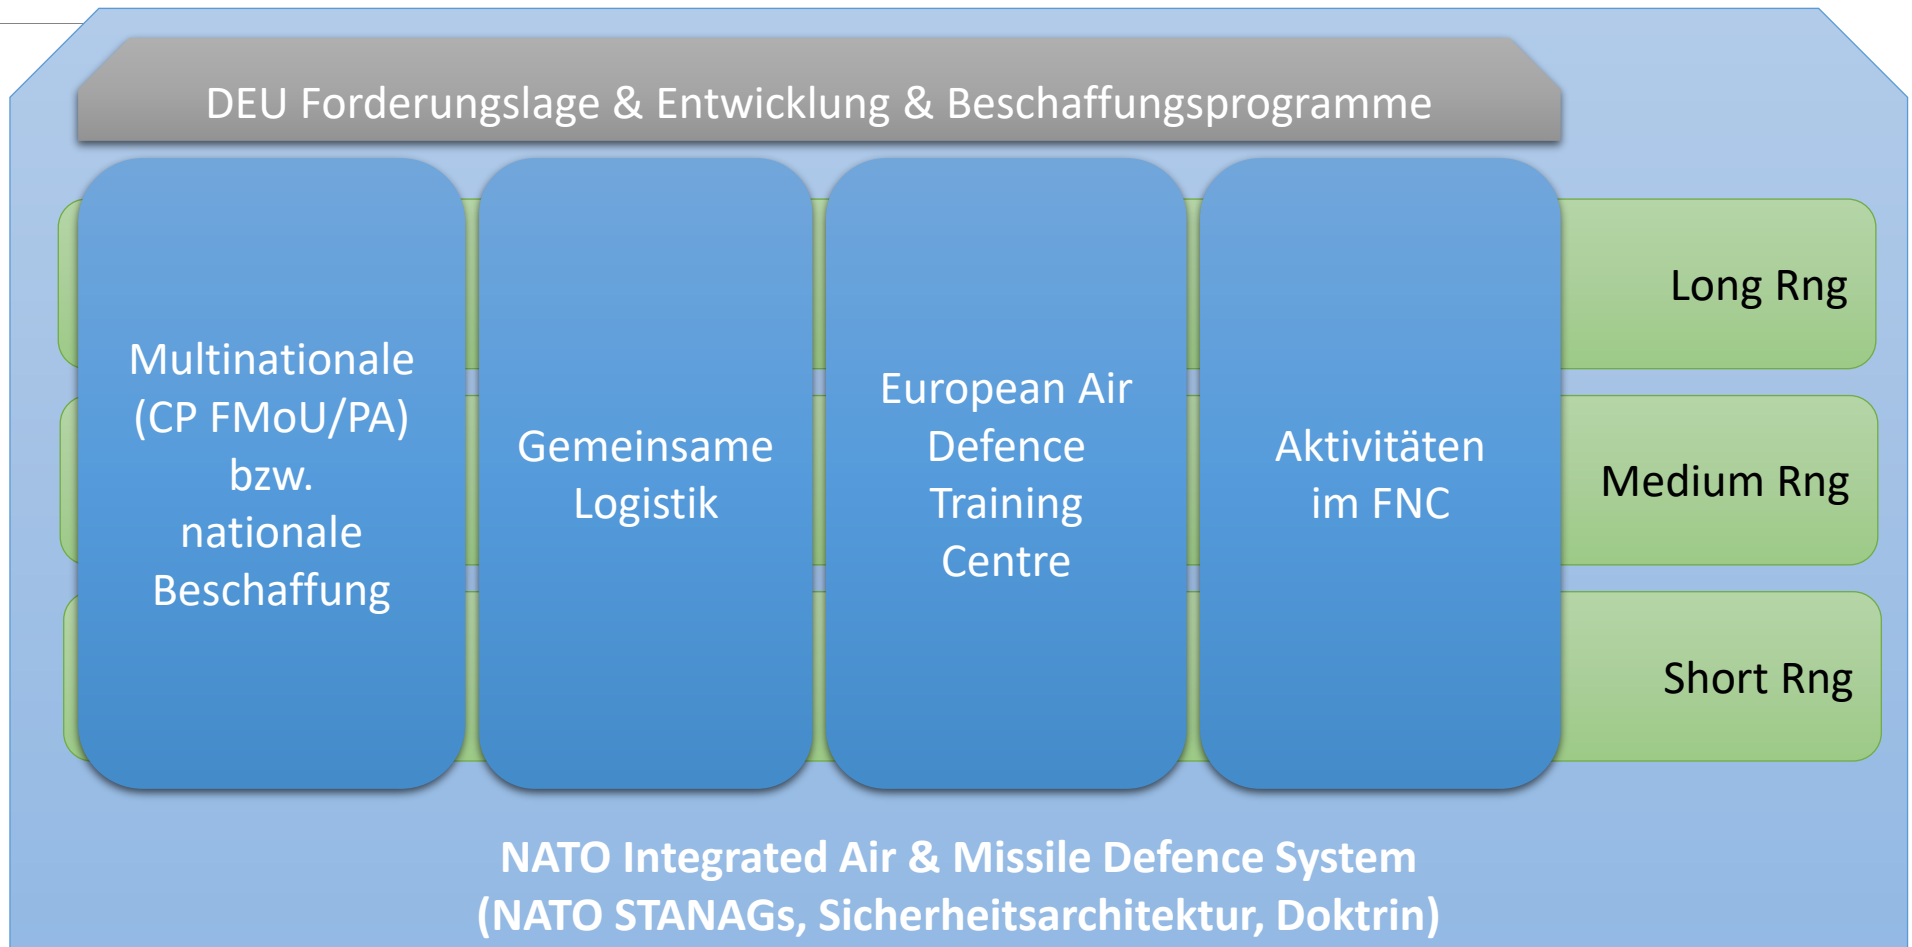 DEU Forderungslage & Entwicklung & Beschaffungsprogramme
Multinationale
(CP FMoU/PA)
bzw.
nationale
Beschaffung
Gemeinsame
Logistik
European Air
Defence
Training
Centre
Aktivitäten
im FNC
Long Rng
Medium Rng
Short Rng
NATO Integrated Air & Missile Defence System
(NATO STANAGs, Sicherheitsarchitektur, Doktrin)